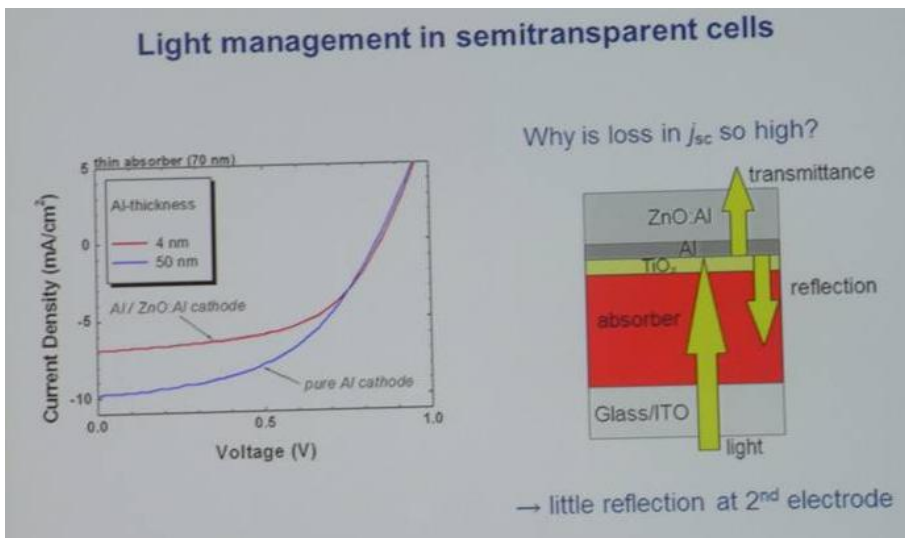 Light management in semitransparent cells
thin absorber (70 nm)
5
0
-5
-10
Current Density (mA/cm²)
Al-thickness
4 nm
50 nm
Al / ZnO:Al cathode
pure Al cathode
0.0
0.5
1.0
Voltage (V)
Why is loss in jsc so high?
transmittance
ZnO:Al
Al
TiOx
reflection
absorber
Glass/ITO
light
→ little reflection at 2nd electrode